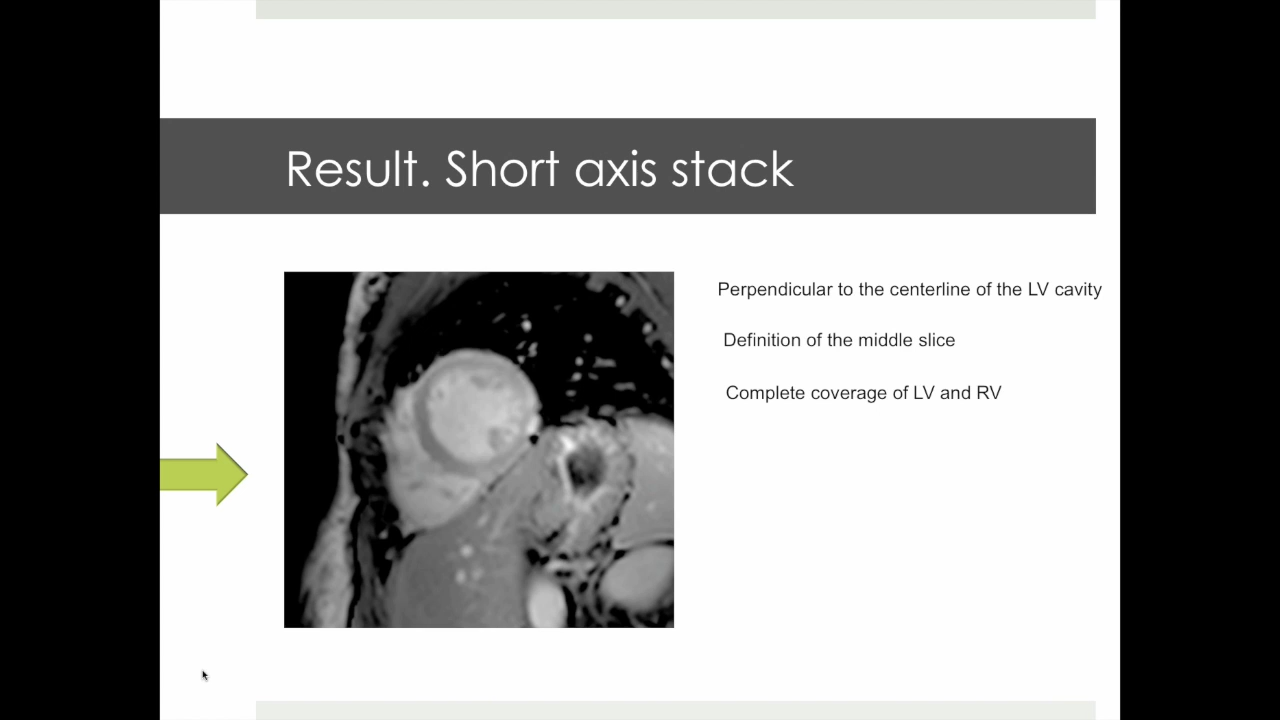 Result. Short axis stack
Perpendicular to the centerline of the LV cavity
Definition of the middle slice
Complete coverage of LV and RV